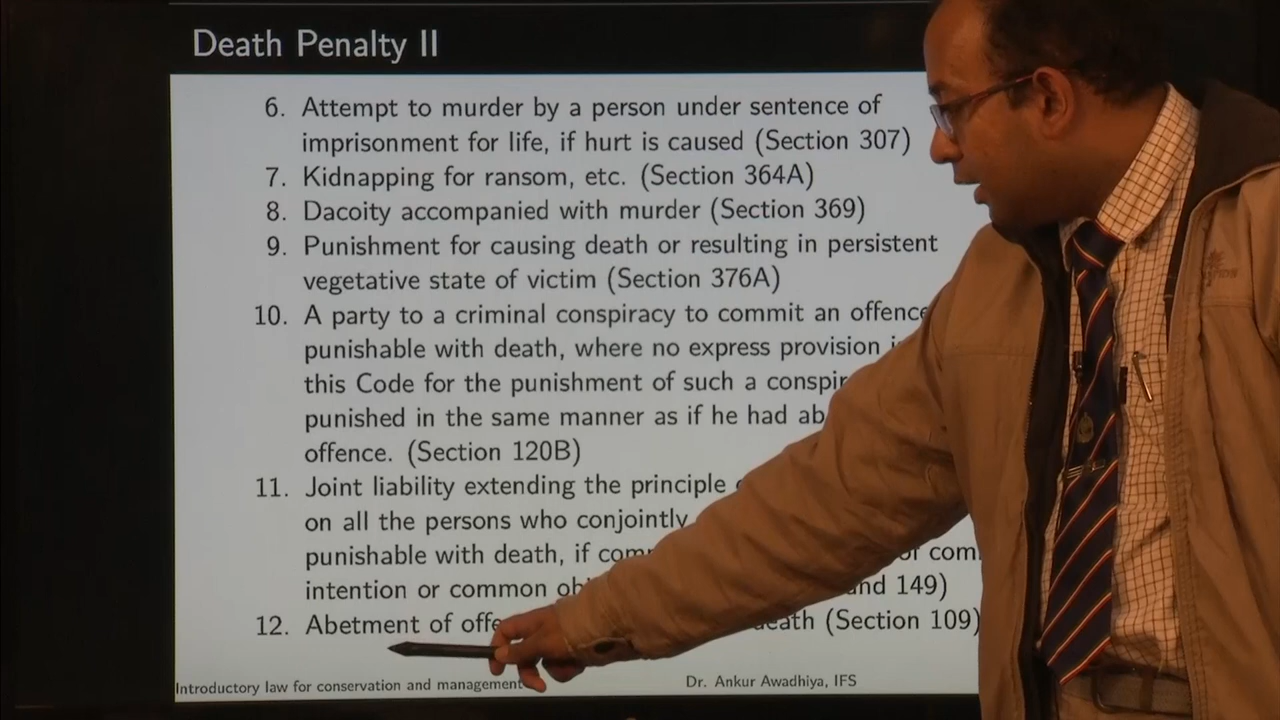 Death Penalty II
6. Attempt to murder by a person under sentence of
imprisonment for life, if hurt is caused (Section 307)
7. Kidnapping for ransom, etc. (Section 364A)
8. Dacoity accompanied with murder (Section 369)
9. Punishment for causing death or resulting in persistent
vegetative state of victim (Section 376A)
10. A party to a criminal conspiracy to commit an offence
punishable with death, where no express provision
this Code for the punishment of such a
punished in the same manner as if he had
offence. (Section 120B)
11. Joint liability extending the principle
on all the persons who conjointly
punishable with death, if
intention or common and 149)
12. Abetment of death (Section 109)
Introductory law for conservation and management
Dr. Ankur Awadhiya, IFS